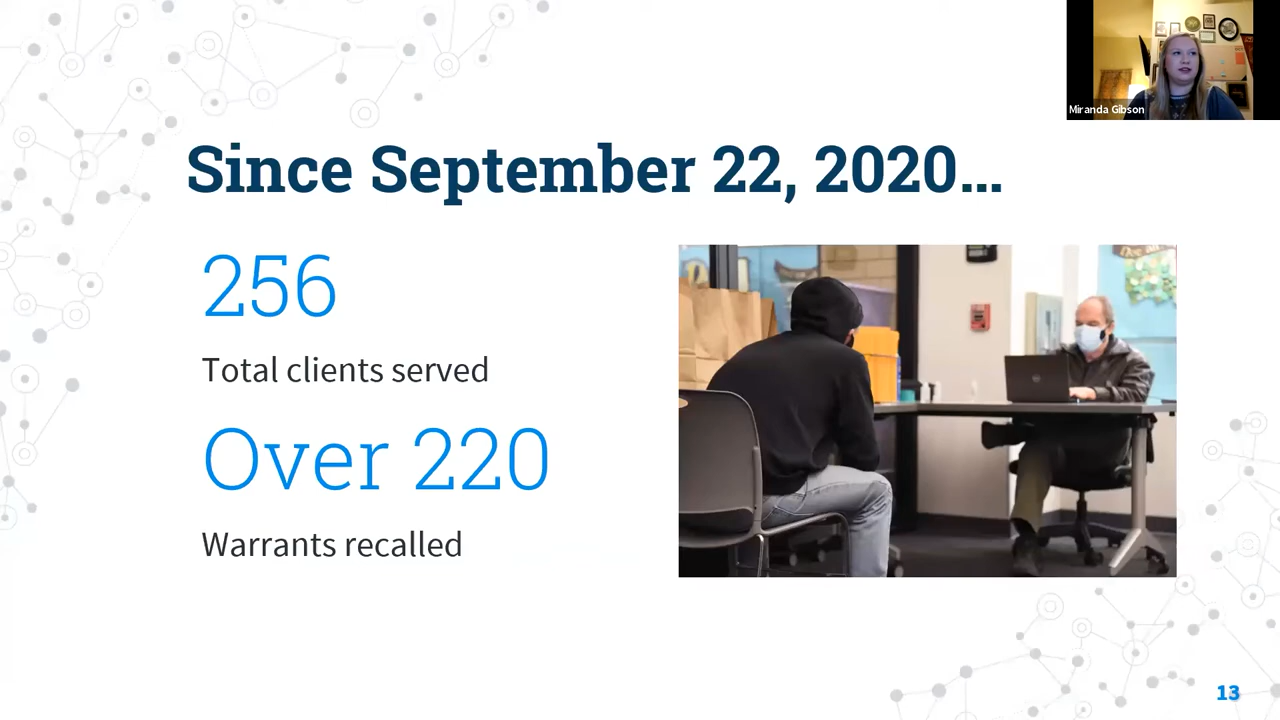 Miranda Gibson
Since September 22, 2020...
256
Total clients served
Over 220
Warrants recalled
13